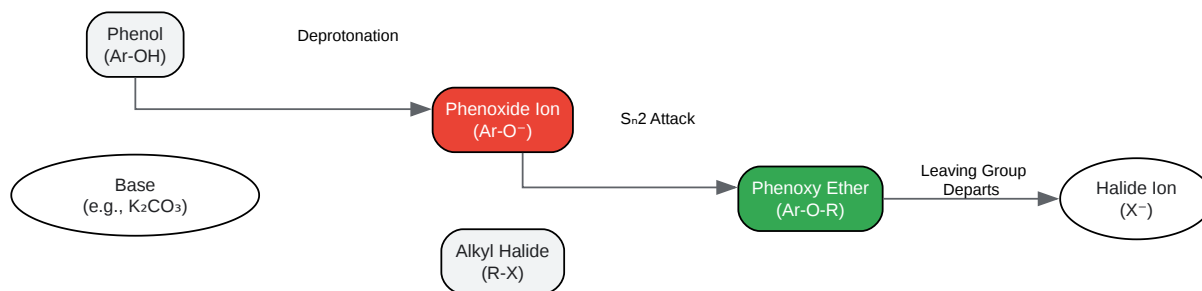 Phenol
(Ar-OH)
Deprotonation
Phenoxide Ion
(Ar-O⁻)
Sₙ2 Attack
Base
(e.g., K₂CO₃)
Phenoxy Ether
(Ar-O-R)
Leaving Group
Departs
Halide Ion
(X⁻)
Alkyl Halide
(R-X)